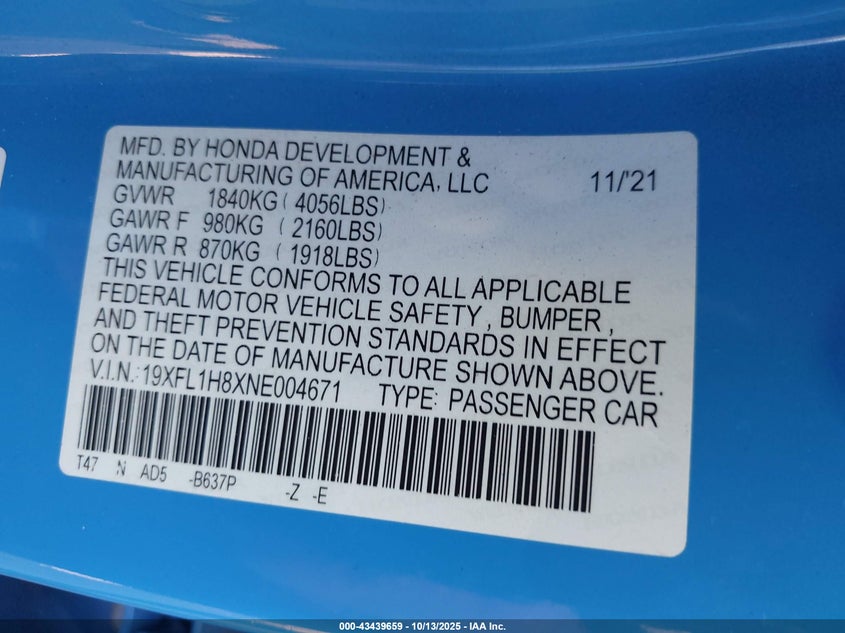 MFD. BY HONDA DEVELOPMENT &
MANUFACTURING OF AMERICA, LLC 11/'21
GVWR 1840KG ( 4056LBS)
GAWR F 980KG ( 2160LBS)
GAWR R 870KG ( 1918LBS)
THIS VEHICLE CONFORMS TO ALL APPLICABLE
FEDERAL MOTOR VEHICLE SAFETY , BUMPER ,
AND THEFT PREVENTION STANDARDS IN EFFECT
ON THE DATE OF MANUFACTURE SHOWN ABOVE.
V.I.N.: 19XFL1H8XNE004671 TYPE: PASSENGER CAR
T47 N AD5 -B637P -Z -E
000-43439659 - 10/13/2025 - IAA Inc.